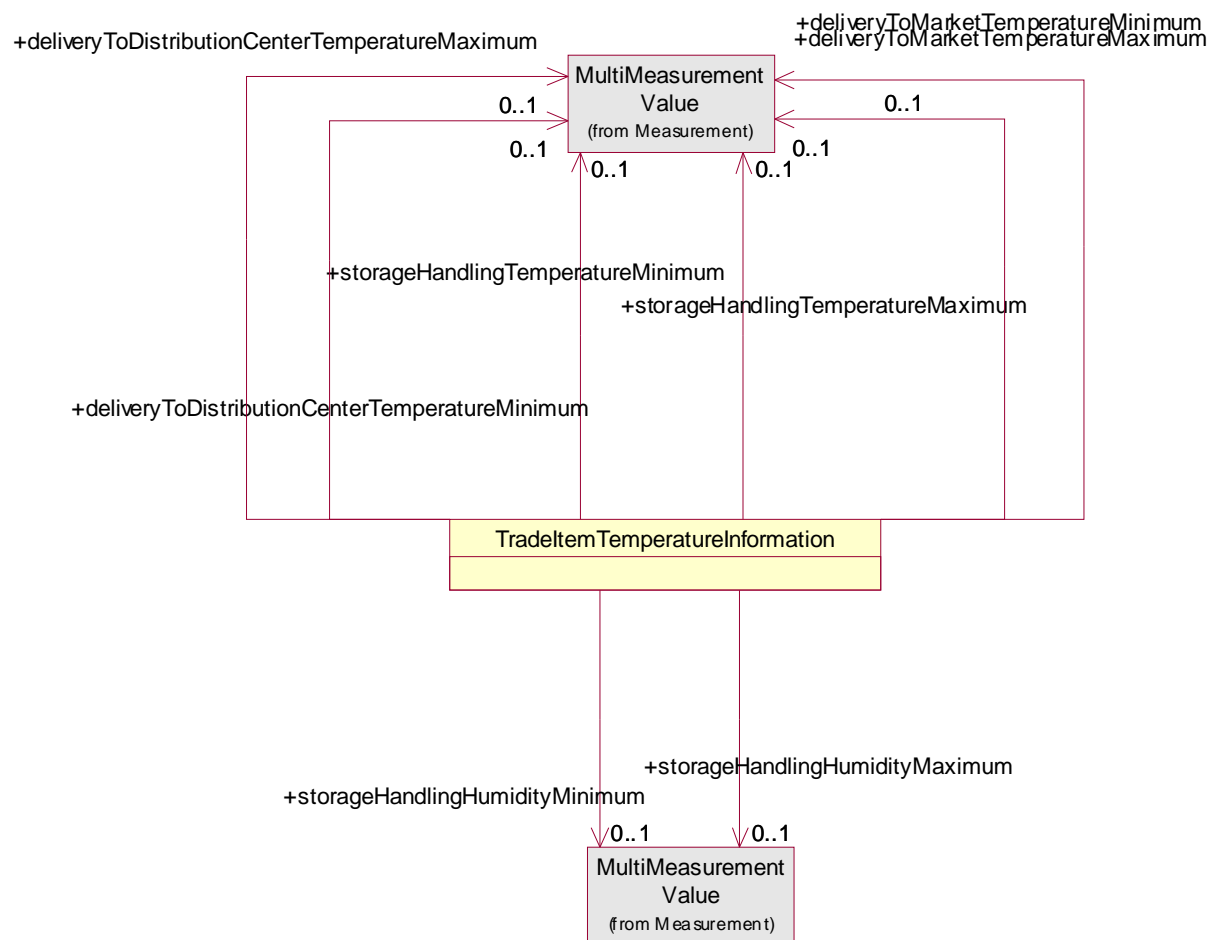 +deliveryToMarketTemperatureMinimum
+deliveryToDistributionCenterTemperatureMaximum
+deliveryToMarketTemperatureMaximum
MultiMeasurement
Value
(from Measurement)
0..1
0..1
0..1
0..1
0..1
0..1
+storageHandlingTemperatureMinimum
+storageHandlingTemperatureMaximum
+deliveryToDistributionCenterTemperatureMinimum
TradeItemTemperatureInformation
+storageHandlingHumidityMaximum
+storageHandlingHumidityMinimum
0..1
0..1
MultiMeasurement
Value
(from Measurement)